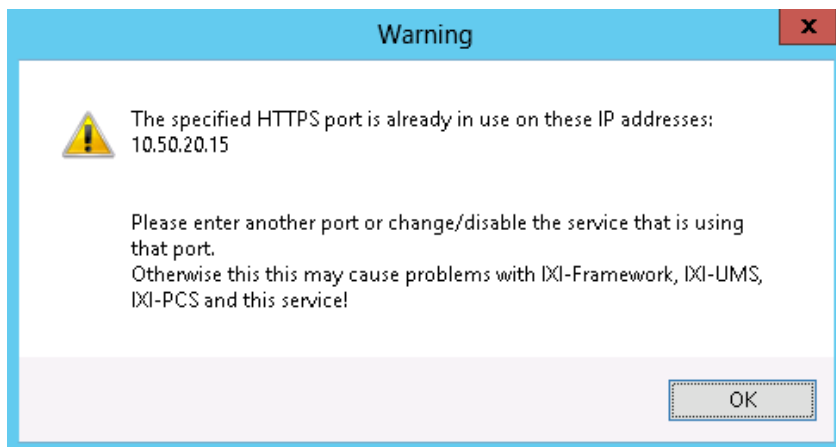 Warning
x
The specified HTTPS port is already in use on these IP addresses:
10.50.20.15
Please enter another port or change/disable the service that is using
that port.
Otherwise this this may cause problems with IXI-Framework, IXI-UMS,
IXI-PCS and this service!
OK